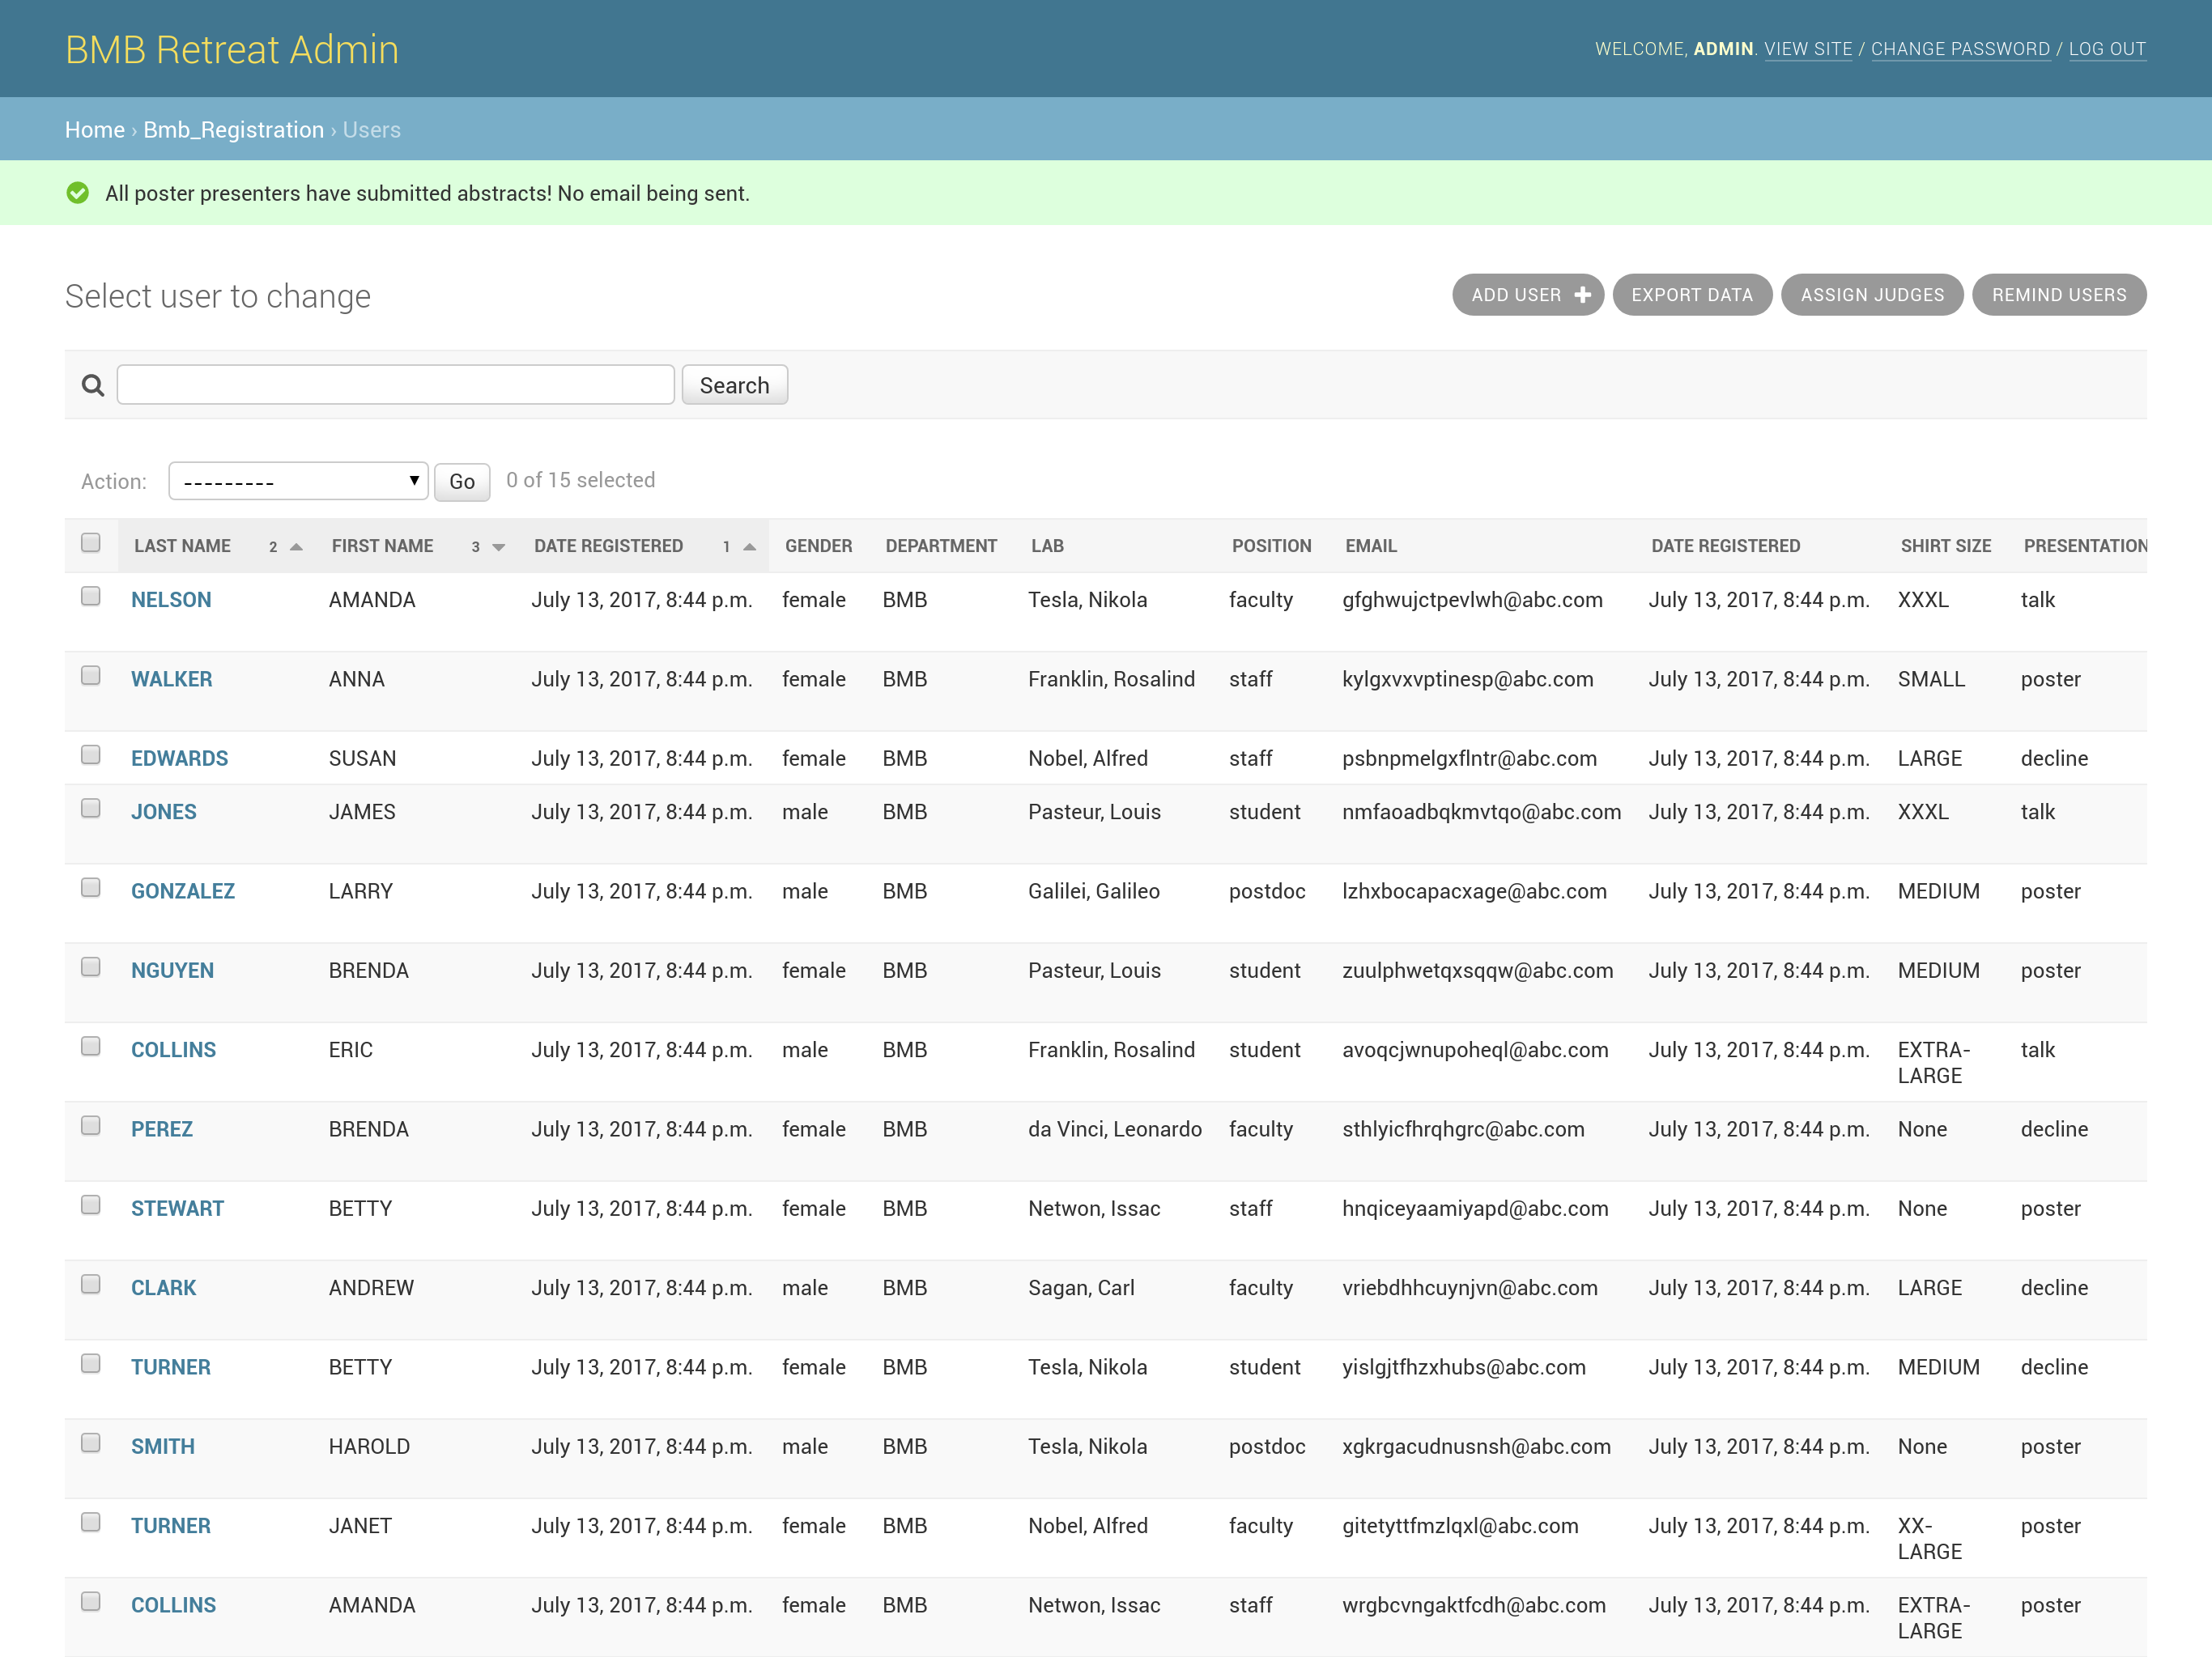 BMB Retreat Admin
WELCOME, ADMIN. VIEW SITE / CHANGE PASSWORD / LOG OUT
Home › Bmb_Registration › Users
All poster presenters have submitted abstracts! No email being sent.
Select user to change
ADD USER EXPORT DATA ASSIGN JUDGES REMIND USERS
Search
Action: --------- Go 0 of 15 selected
LAST NAME 2 FIRST NAME 3 DATE REGISTERED 1 GENDER DEPARTMENT LAB POSITION EMAIL DATE REGISTERED SHIRT SIZE PRESENTATION
NELSON AMANDA July 13, 2017, 8:44 p.m. female BMB Tesla, Nikola faculty gfghwujctpevlwh@abc.com July 13, 2017, 8:44 p.m. XXXL talk
WALKER ANNA July 13, 2017, 8:44 p.m. female BMB Franklin, Rosalind staff kylgxvxvptinesp@abc.com July 13, 2017, 8:44 p.m. SMALL poster
EDWARDS SUSAN July 13, 2017, 8:44 p.m. female BMB Nobel, Alfred staff psbnpmelgxflntr@abc.com July 13, 2017, 8:44 p.m. LARGE decline
JONES JAMES July 13, 2017, 8:44 p.m. male BMB Pasteur, Louis student nmfaoadbqkmvtqo@abc.com July 13, 2017, 8:44 p.m. XXXL talk
GONZALEZ LARRY July 13, 2017, 8:44 p.m. male BMB Galilei, Galileo postdoc lzhxbocapacxage@abc.com July 13, 2017, 8:44 p.m. MEDIUM poster
NGUYEN BRENDA July 13, 2017, 8:44 p.m. female BMB Pasteur, Louis student zuulphwetqxsqqw@abc.com July 13, 2017, 8:44 p.m. MEDIUM poster
COLLINS ERIC July 13, 2017, 8:44 p.m. male BMB Franklin, Rosalind student avoqcjwnupoheql@abc.com July 13, 2017, 8:44 p.m. EXTRA- talk
LARGE
PEREZ BRENDA July 13, 2017, 8:44 p.m. female BMB da Vinci, Leonardo faculty sthlyicfhrqhgrc@abc.com July 13, 2017, 8:44 p.m. None decline
STEWART BETTY July 13, 2017, 8:44 p.m. female BMB Netwon, Issac staff hnqiceyaamiyapd@abc.com July 13, 2017, 8:44 p.m. None poster
CLARK ANDREW July 13, 2017, 8:44 p.m. male BMB Sagan, Carl faculty vriebdhhcuynjvn@abc.com July 13, 2017, 8:44 p.m. LARGE decline
TURNER BETTY July 13, 2017, 8:44 p.m. female BMB Tesla, Nikola student yislgjtfhzxhubs@abc.com July 13, 2017, 8:44 p.m. MEDIUM decline
SMITH HAROLD July 13, 2017, 8:44 p.m. male BMB Tesla, Nikola postdoc xgkrgacudnusnsh@abc.com July 13, 2017, 8:44 p.m. None poster
TURNER JANET July 13, 2017, 8:44 p.m. female BMB Nobel, Alfred faculty gitetyttfmzlqxl@abc.com July 13, 2017, 8:44 p.m. XX- poster
LARGE
COLLINS AMANDA July 13, 2017, 8:44 p.m. female BMB Netwon, Issac staff wrgbcvngaktfcdh@abc.com July 13, 2017, 8:44 p.m. EXTRA- poster
LARGE